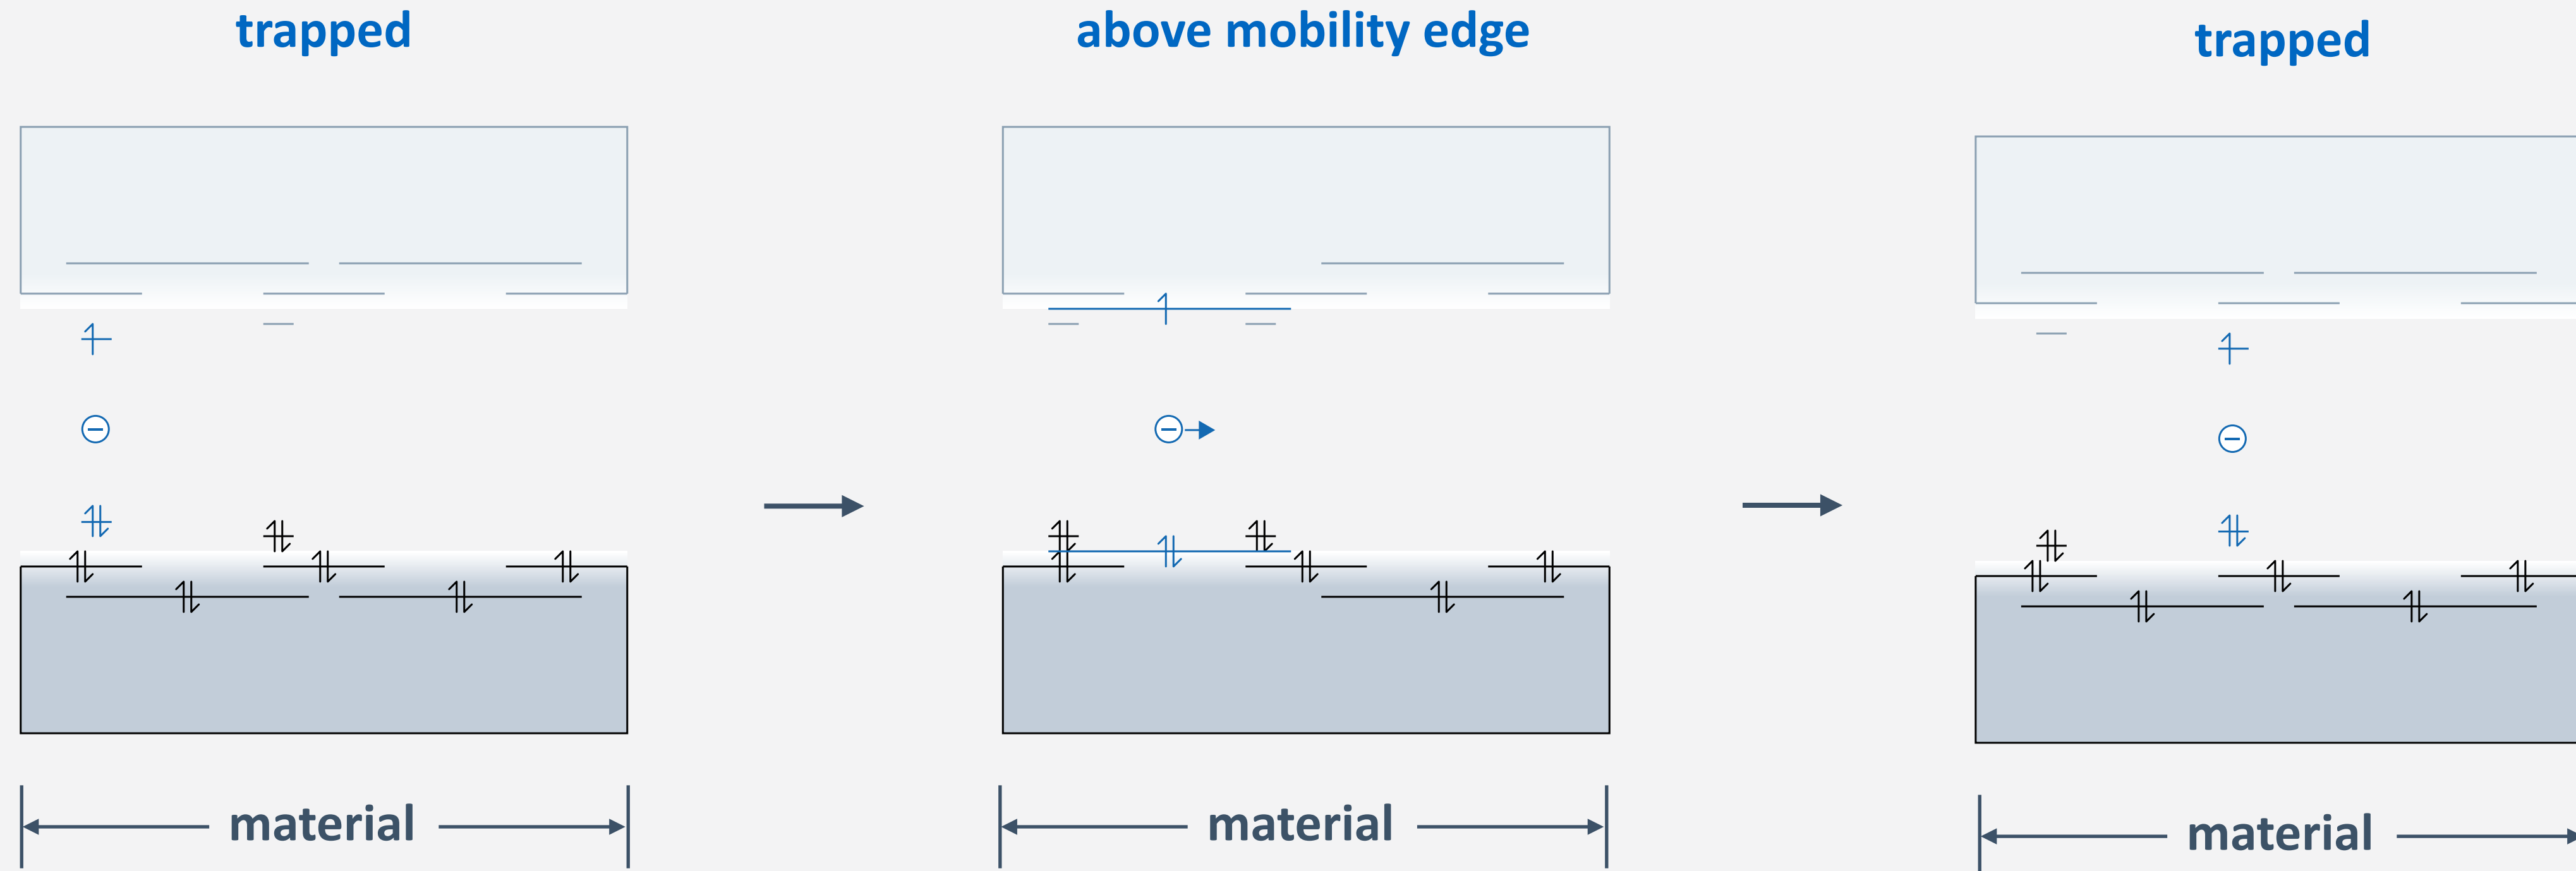 trapped
above mobility edge
trapped
material
material
material